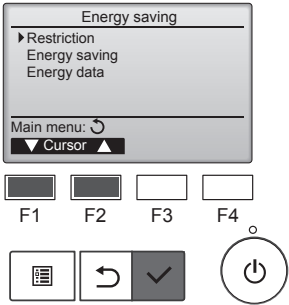 Energy saving
Restriction
Energy saving
Energy data
Main menu:
Cursor
F1 F2 F3 F4